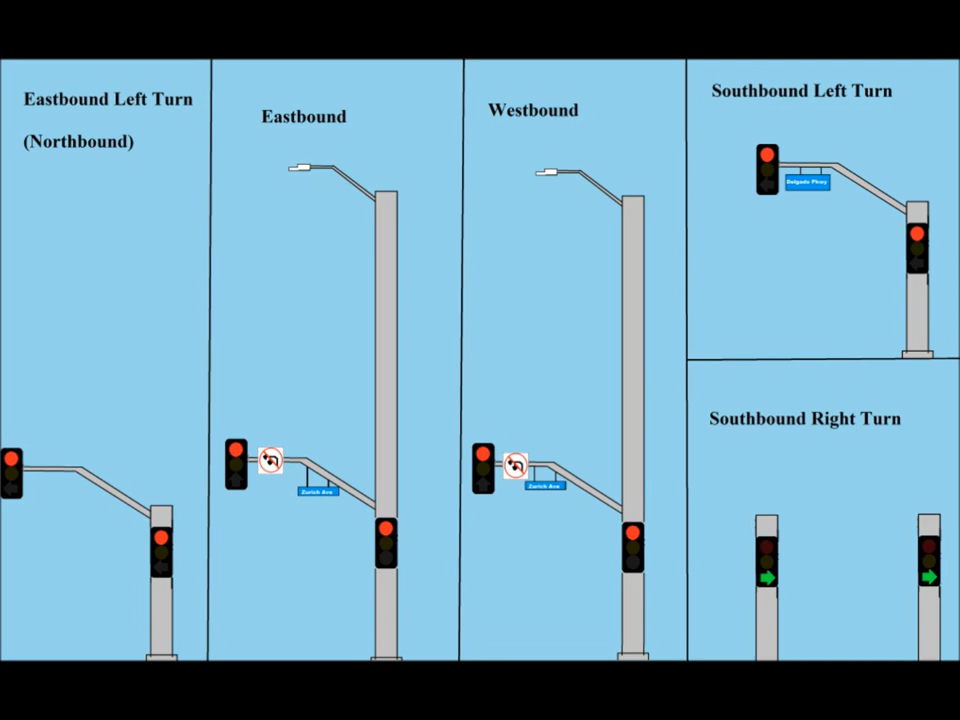 Eastbound Left Turn
(Northbound)
Eastbound
Zurich Ave
Westbound
Zurich Ave
Southbound Left Turn
Delgado Pkwy
Southbound Right Turn